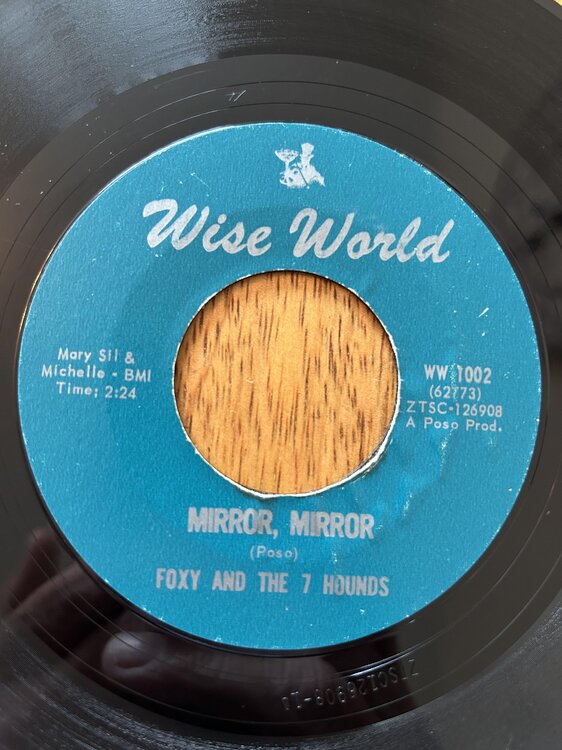 Wise World
Mary Sil &
Michelle - BMI
Time; 2:24
WW 1002
(62773)
ZTSC-126908
A Poso Prod.
MIRROR, MIRROR
(Poso)
FOXY AND THE 7 HOUNDS